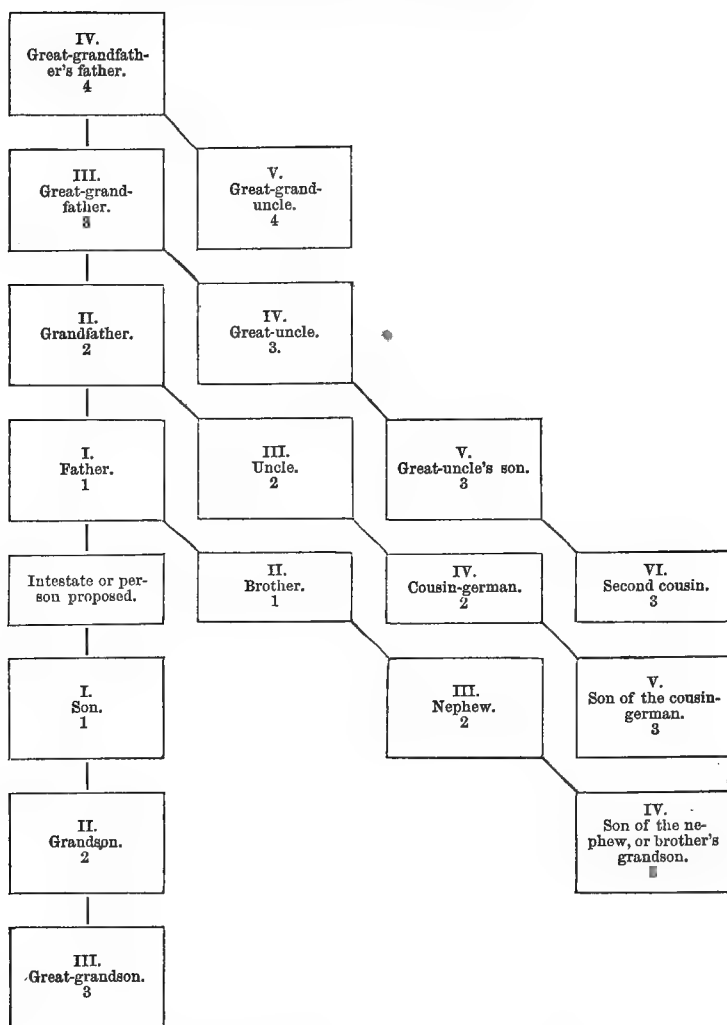 IV.
Great-grandfath-
er's father.
4
III.
Great-grand-
father.
3
V.
Great-grand-
uncle.
4
II.
Grandfather.
2
IV.
Great-uncle.
3.
I.
Father.
1
III.
Uncle.
2
V.
Great-uncle's son.
3
Intestate or per-
son proposed.
II.
Brother.
1
IV.
Cousin-german.
2
VI.
Second cousin.
3
I.
Son.
1
III.
Nephew.
2
V.
Son of the cousin-
german.
3
II.
Grandson.
2
IV.
Son of the ne-
phew, or brother's
grandson.
III.
Great-grandson.
3